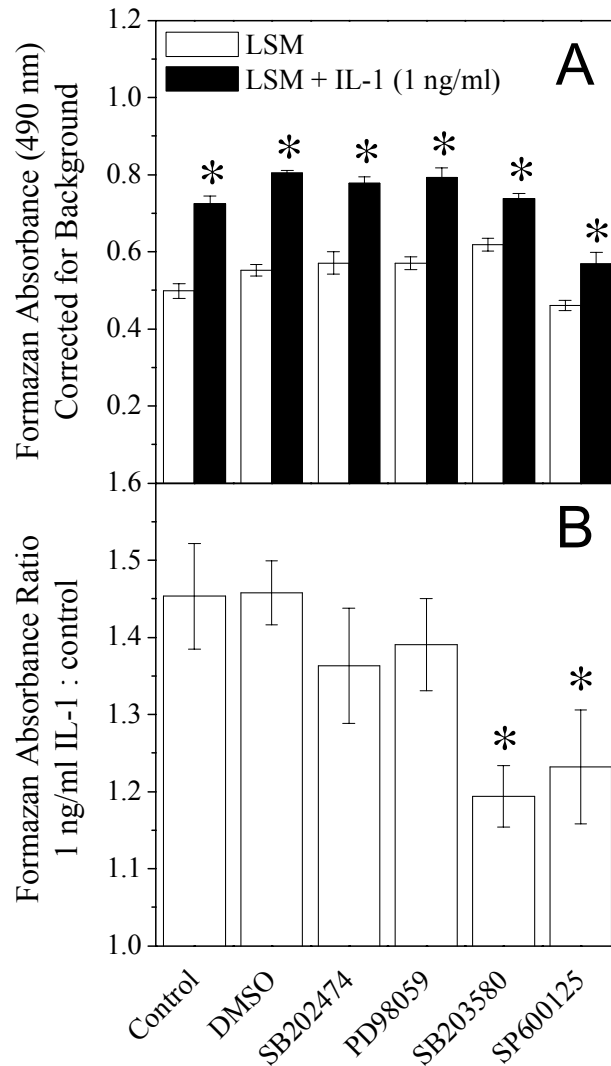 A
LSM
LSM + IL-1 (1 ng/ml)
Formazan Absorbance (490 nm)
Corrected for Background
1.2
1.0
0.8
0.6
0.4
0.2
* * * * * *
B
Formazan Absorbance Ratio
1 ng/ml IL-1 : control
1.6
1.5
1.4
1.3
1.2
1.1
1.0
* *
Control
DMSO
SB202474
PD98059
SB203580
SP600125